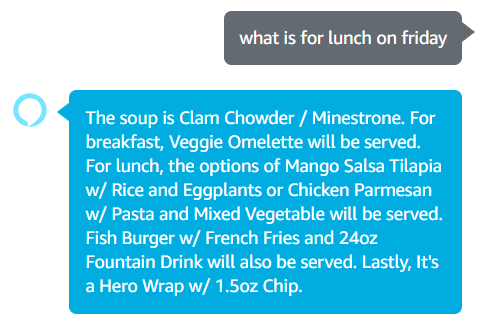 what is for lunch on friday
The soup is Clam Chowder / Minestrone. For
breakfast, Veggie Omelette will be served.
For lunch, the options of Mango Salsa Tilapia
w/ Rice and Eggplants or Chicken Parmesan
w/ Pasta and Mixed Vegetable will be served.
Fish Burger w/ French Fries and 24oz
Fountain Drink will also be served. Lastly, It's
a Hero Wrap w/ 1.5oz Chip.